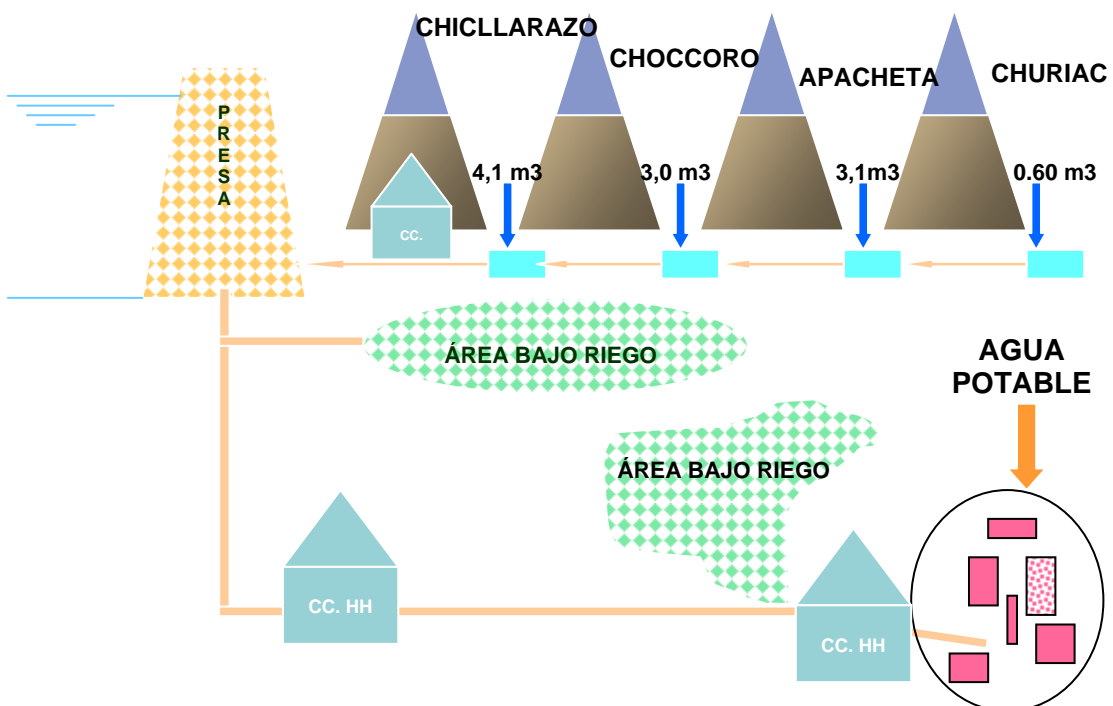 CHICLLARAZO
CHOCCORO
APACHETA
CHURIAC
PRESA
4,1 m3
3,0 m3
3,1m3
0.60 m3
CC.
ÁREA BAJO RIEGO
AGUA
POTABLE
ÁREA BAJO RIEGO
CC. HH
CC. HH